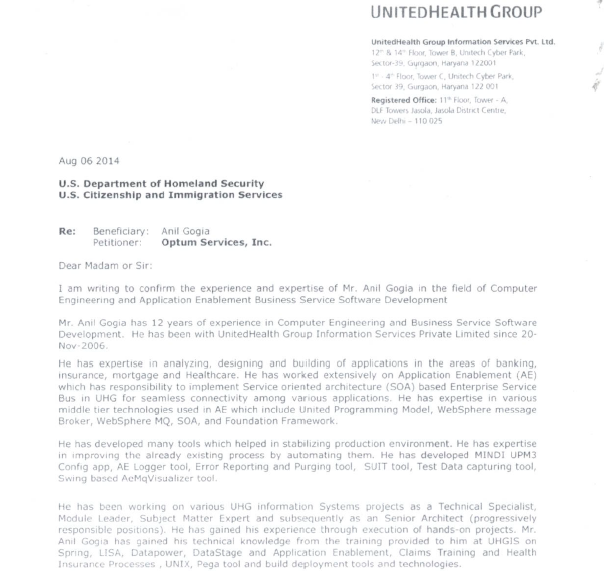 UNITEDHEALTH GROUP
UnitedHealth Group Information Services Pvt. Ltd.
12th & 14th Floor, Tower B, Unitech Cyber Park,
Sector-39, Gurgaon, Haryana 122001
1st - 4th Floor, Tower C, Unitech Cyber Park,
Sector 39, Gurgaon, Haryana 122 001
Registered Office: 11th Floor, Tower - A,
DLF Towers Jasola, Jasola District Centre,
New Delhi – 110 025
Aug 06 2014
U.S. Department of Homeland Security
U.S. Citizenship and Immigration Services
Re: Beneficiary: Anil Gogia
Petitioner: Optum Services, Inc.
Dear Madam or Sir:
I am writing to confirm the experience and expertise of Mr. Anil Gogia in the field of Computer
Engineering and Application Enablement Business Service Software Development
Mr. Anil Gogia has 12 years of experience in Computer Engineering and Business Service Software
Development. He has been with UnitedHealth Group Information Services Private Limited since 20-
Nov-2006.
He has expertise in analyzing, designing and building of applications in the areas of banking,
insurance, mortgage and Healthcare. He has worked extensively on Application Enablement (AE)
which has responsibility to implement Service oriented architecture (SOA) based Enterprise Service
Bus in UHG for seamless connectivity among various applications. He has expertise in various
middle tier technologies used in AE which include United Programming Model, WebSphere message
Broker, WebSphere MQ, SOA, and Foundation Framework.
He has developed many tools which helped in stabilizing production environment. He has expertise
in improving the already existing process by automating them. He has developed MINDI UPM3
Config app, AE Logger tool, Error Reporting and Purging tool, SUIT tool, Test Data capturing tool,
Swing based AeMqVisualizer tool.
He has been working on various UHG information Systems projects as a Technical Specialist,
Module Leader, Subject Matter Expert and subsequently as an Senior Architect (progressively
responsible positions). He has gained his experience through execution of hands-on projects. Mr.
Anil Gogia has gained his technical knowledge from the training provided to him at UHGIS on
Spring, LISA, Datapower, DataStage and Application Enablement, Claims Training and Health
Insurance Processes , UNIX, Pega tool and build deployment tools and technologies.